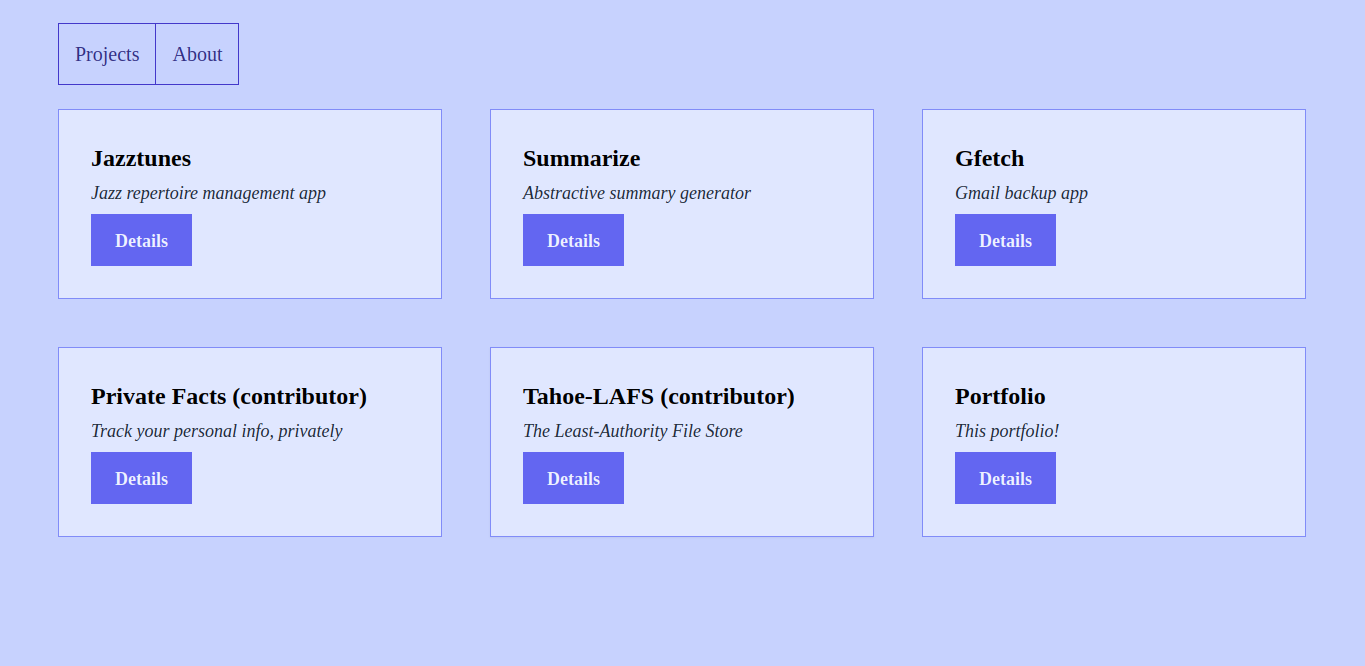 Projects
About
Jazztunes
Jazz repertoire management app
Details
Summarize
Abstractive summary generator
Details
Gfetch
Gmail backup app
Details
Private Facts (contributor)
Track your personal info, privately
Details
Tahoe-LAFS (contributor)
The Least-Authority File Store
Details
Portfolio
This portfolio!
Details